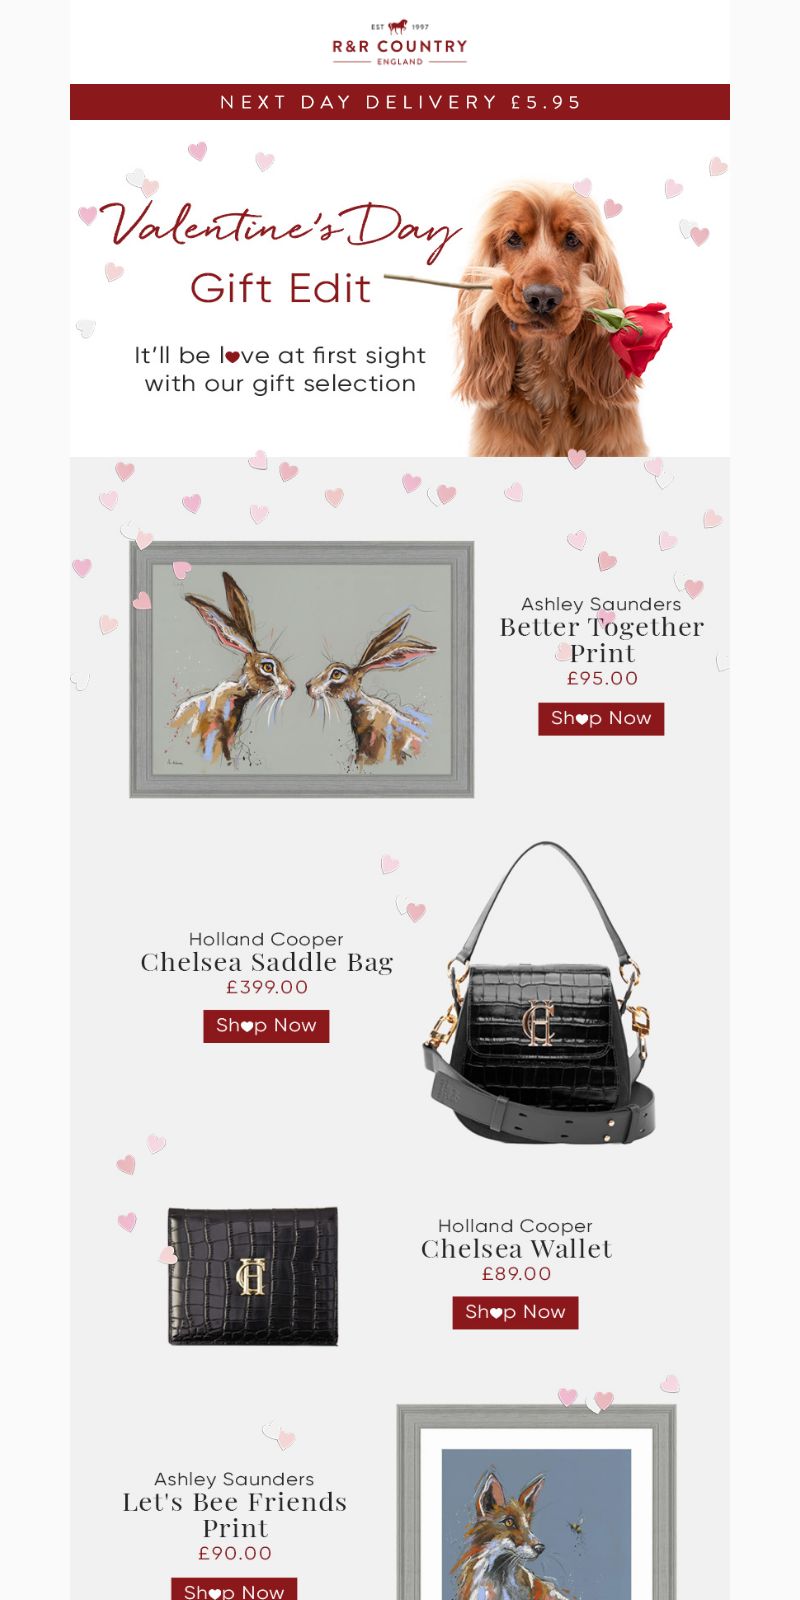 EST 1997
R&R COUNTRY
ENGLAND
NEXT DAY DELIVERY £5.95
Valentine's Day
Gift Edit
It'll be love at first sight
with our gift selection
Ashley Saunders
Better Together
Print
£95.00
Shop Now
Holland Cooper
Chelsea Saddle Bag
£399.00
Shop Now
Holland Cooper
Chelsea Wallet
£89.00
Shop Now
Ashley Saunders
Let's Bee Friends
Print
£90.00
Shop Now